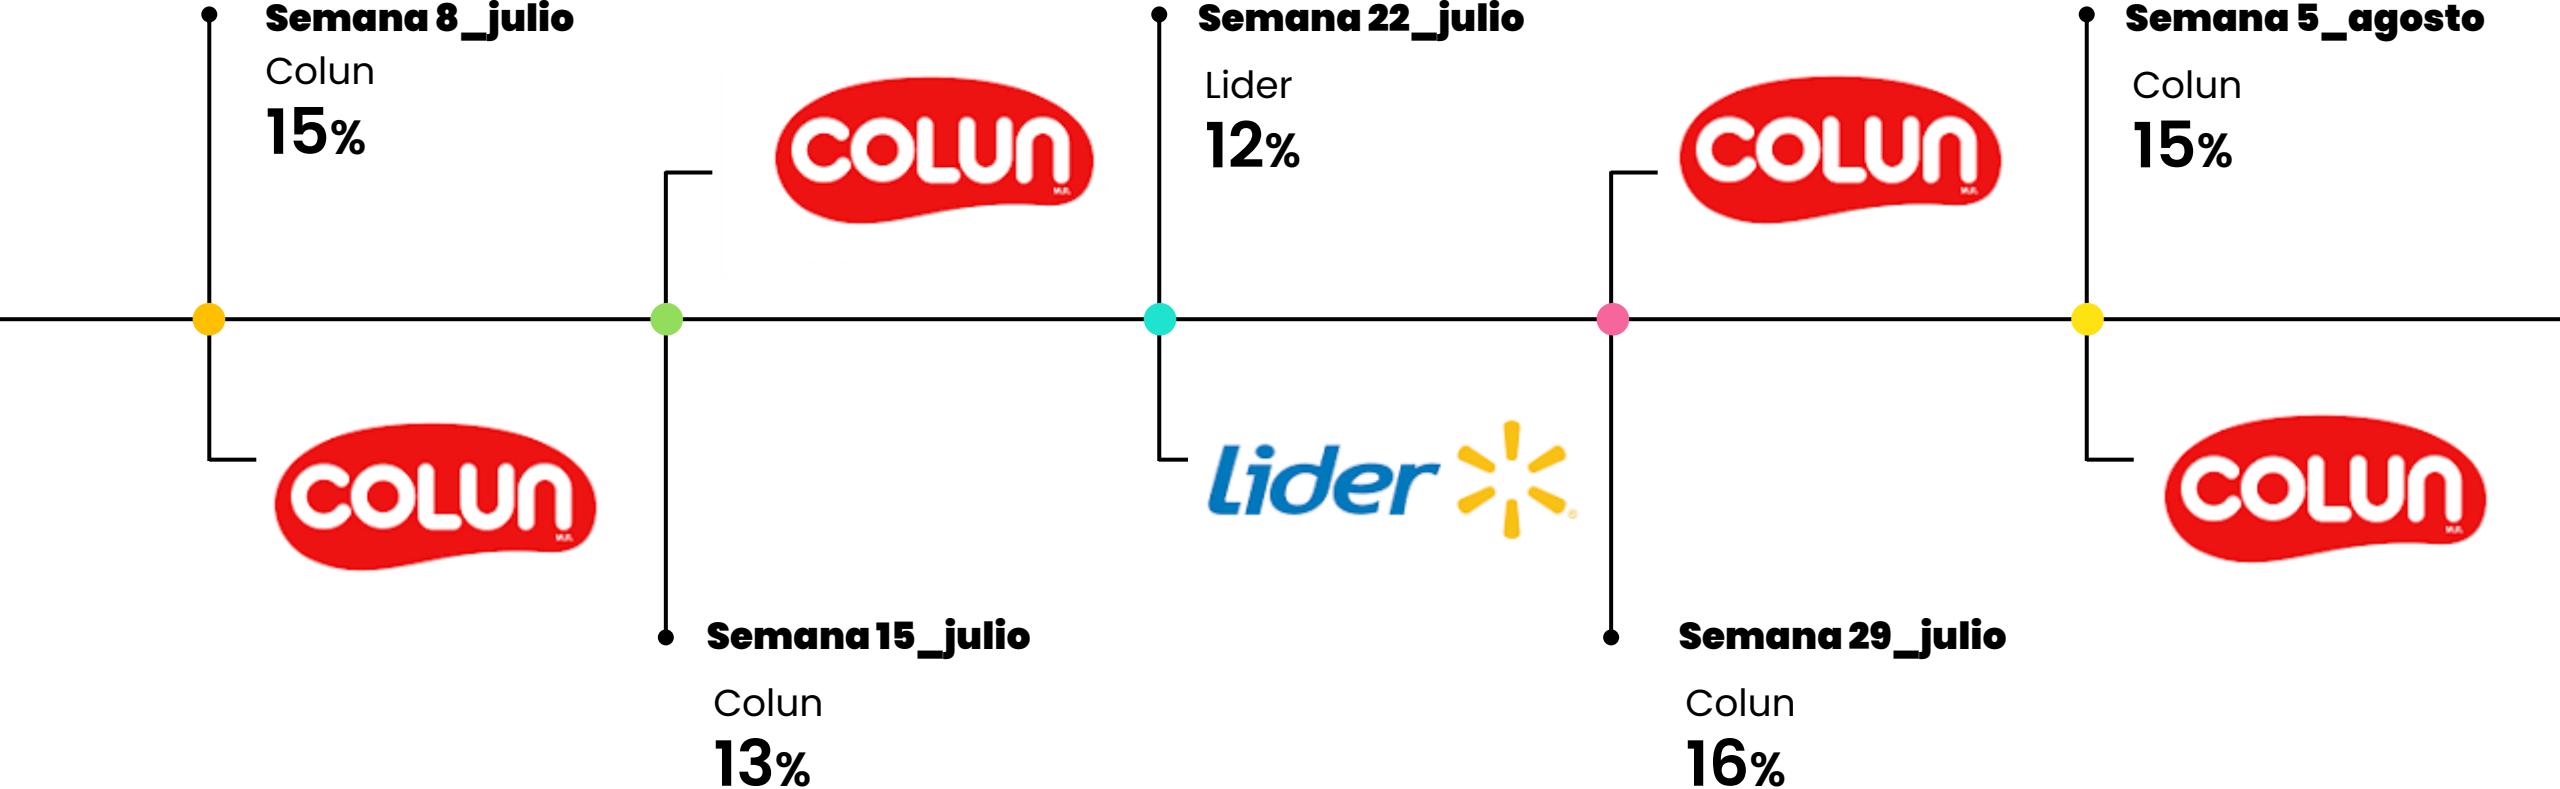 Semana 8_julio
Colun
15%
COLUN
M.R.
Semana 15_julio
Colun
13%
COLUN
M.R.
Semana 22_julio
Lider
12%
Lider
Semana 29_julio
Colun
16%
COLUN
M.R.
Semana 5_agosto
Colun
15%
COLUN
M.R.